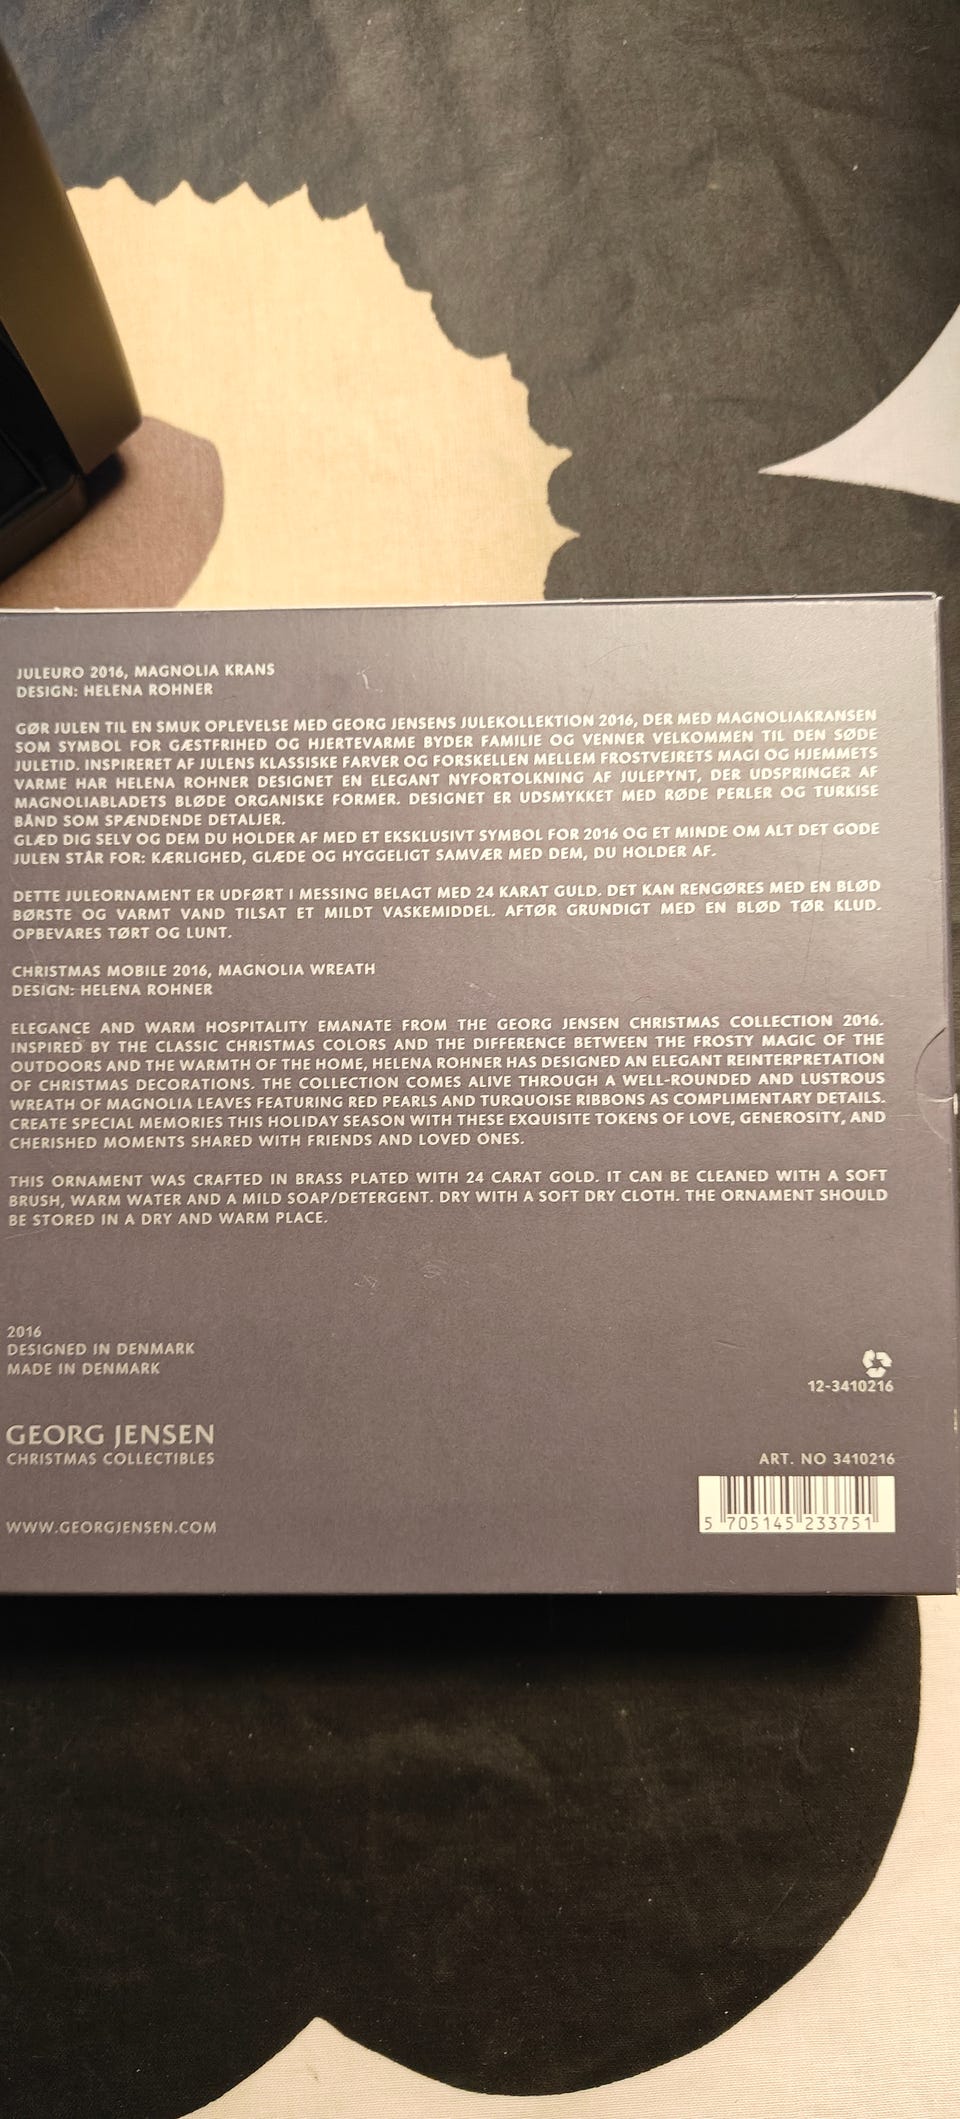 JULEURO 2016, MAGNOLIA KRANS
DESIGN: HELENA ROHNER
GØR JULEN TIL EN SMUK OPLEVELSE MED GEORG JENSENS JULEKOLLEKTION 2016, DER MED MAGNOLIAKRANSEN
SOM SYMBOL FOR GÆSTFRIHED OG HJERTEVARME BYDER FAMILIE OG VENNER VELKOMMEN TIL DEN SØDE
JULETID. INSPIRERET AF JULENS KLASSISKE FARVER OG FORSKELLEN MELLEM FROSTVEJRETS MAGI OG HJEMMETS
VARME HAR HELENA ROHNER DESIGNET EN ELEGANT NYFORTOLKNING AF JULEPYNT, DER UDSPRINGER AF
MAGNOLIABLADETS BLØDE ORGANISKE FORMER. DESIGNET ER UDSMYKKET MED RØDE PERLER OG TURKISE
BÅND SOM SPÆNDENDE DETALJER.
GLÆD DIG SELV OG DEM DU HOLDER AF MED ET EKSKLUSIVT SYMBOL FOR 2016 OG ET MINDE OM ALT DET GODE
JULEN STÅR FOR: KÆRLIGHED, GLÆDE OG HYGGELIGT SAMVÆR MED DEM, DU HOLDER AF.
DETTE JULEORNAMENT ER UDFØRT I MESSING BELAGT MED 24 KARAT GULD. DET KAN RENGØRES MED EN BLØD
BØRSTE OG VARMT VAND TILSAT ET MILDT VASKEMIDDEL. AFTØR GRUNDIGT MED EN BLØD TØR KLUD.
OPBEVARES TØRT OG LUNT.
CHRISTMAS MOBILE 2016, MAGNOLIA WREATH
DESIGN: HELENA ROHNER
ELEGANCE AND WARM HOSPITALITY EMANATE FROM THE GEORG JENSEN CHRISTMAS COLLECTION 2016.
INSPIRED BY THE CLASSIC CHRISTMAS COLORS AND THE DIFFERENCE BETWEEN THE FROSTY MAGIC OF THE
OUTDOORS AND THE WARMTH OF THE HOME, HELENA ROHNER HAS DESIGNED AN ELEGANT REINTERPRETATION
OF CHRISTMAS DECORATIONS. THE COLLECTION COMES ALIVE THROUGH A WELL-ROUNDED AND LUSTROUS
WREATH OF MAGNOLIA LEAVES FEATURING RED PEARLS AND TURQUOISE RIBBONS AS COMPLIMENTARY DETAILS.
CREATE SPECIAL MEMORIES THIS HOLIDAY SEASON WITH THESE EXQUISITE TOKENS OF LOVE, GENEROSITY, AND
CHERISHED MOMENTS SHARED WITH FRIENDS AND LOVED ONES.
THIS ORNAMENT WAS CRAFTED IN BRASS PLATED WITH 24 CARAT GOLD. IT CAN BE CLEANED WITH A SOFT
BRUSH, WARM WATER AND A MILD SOAP/DETERGENT. DRY WITH A SOFT DRY CLOTH. THE ORNAMENT SHOULD
BE STORED IN A DRY AND WARM PLACE.
2016
DESIGNED IN DENMARK
MADE IN DENMARK
12-3410216
GEORG JENSEN
CHRISTMAS COLLECTIBLES
ART. NO 3410216
WWW.GEORGJENSEN.COM
5 705145 233751